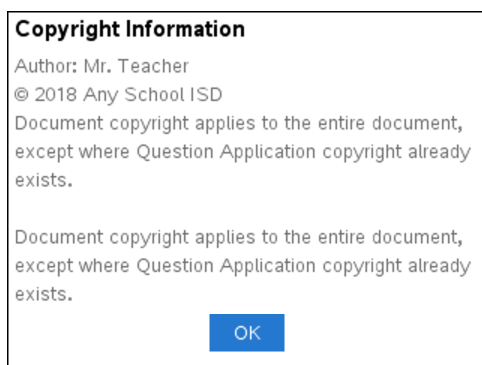 Copyright Information
Author: Mr. Teacher
© 2018 Any School ISD
Document copyright applies to the entire document,
except where Question Application copyright already
exists.
Document copyright applies to the entire document,
except where Question Application copyright already
exists.
OK